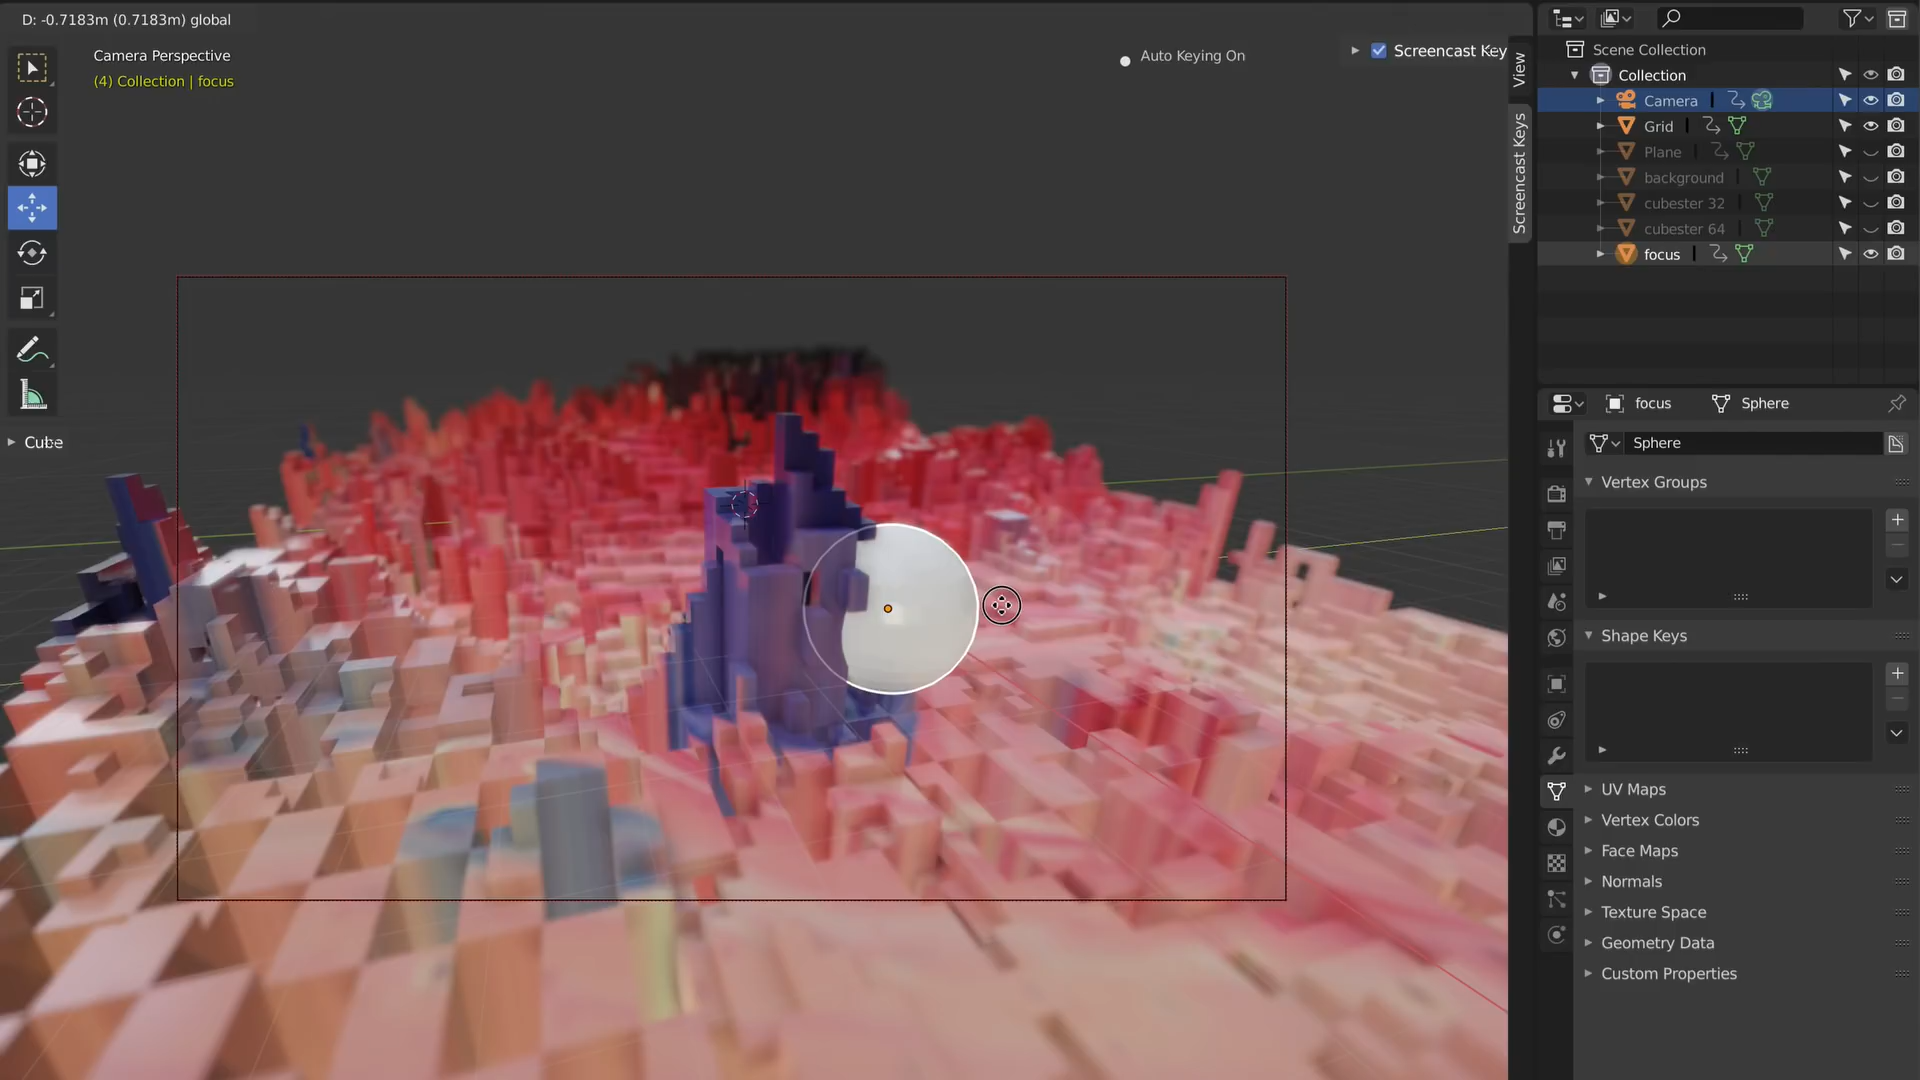 D: -0.7183m (0.7183m) global
Camera Perspective
(4) Collection | focus
Auto Keying On
Screencast Key
View
Screencast Keys
Cube
Scene Collection
Collection
Camera
Grid
Plane
background
cubester 32
cubester 64
focus
focus
Sphere
Sphere
Vertex Groups
Shape Keys
UV Maps
Vertex Colors
Face Maps
Normals
Texture Space
Geometry Data
Custom Properties